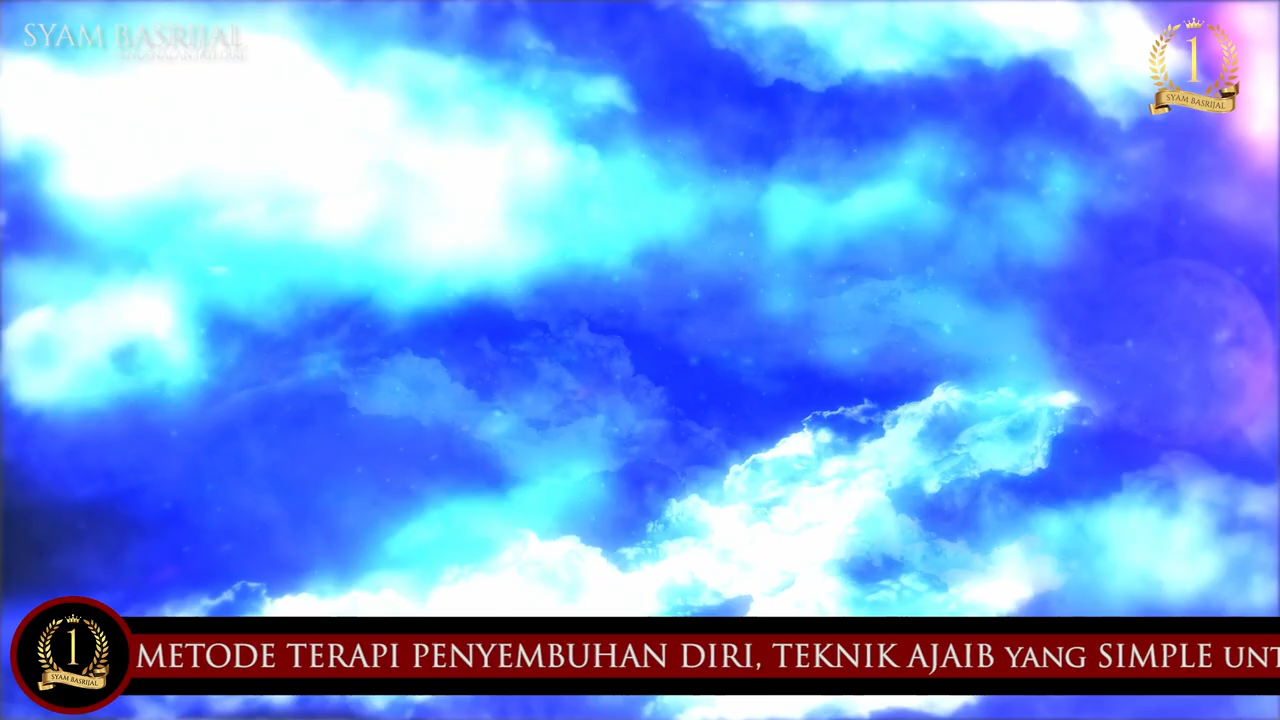 SYAM BASRIJAL
1
SYAM BASRIJAL
1
SYAM BASRIJAL
METODE TERAPI PENYEMBUHAN DIRI, TEKNIK AJAIB YANG SIMPLE